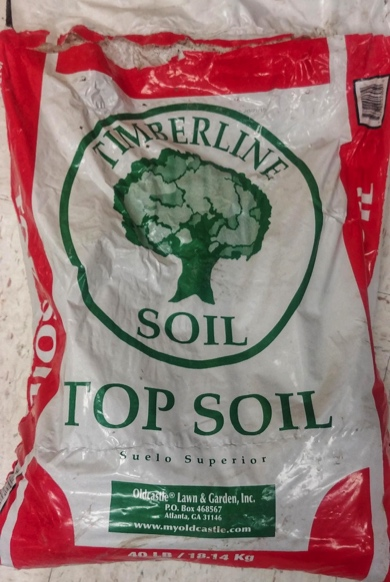 TIMBERLINE
SOIL
TOP SOIL
Suelo Superior
Oldcastle® Lawn & Garden, Inc.
P.O. Box 468567
Atlanta, GA 31146
www.myoldcastle.com
40 LB / 18.14 Kg